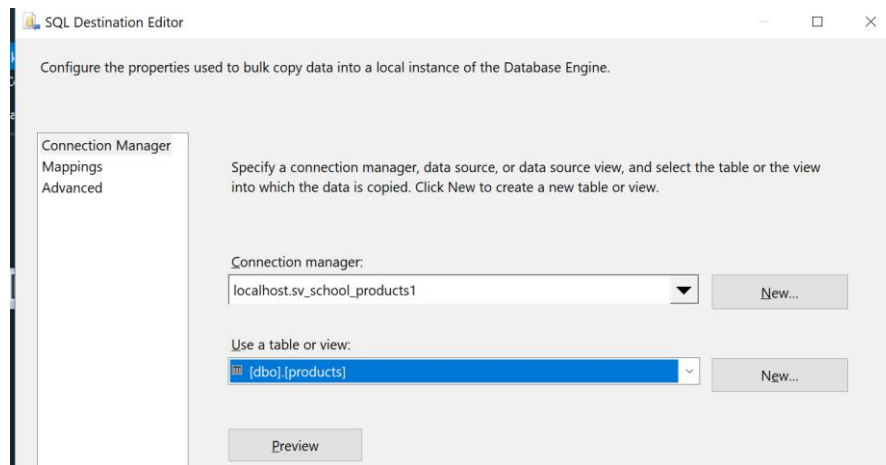 SQL Destination Editor
Configure the properties used to bulk copy data into a local instance of the Database Engine.
Connection Manager
Mappings
Advanced
Specify a connection manager, data source, or data source view, and select the table or the view
into which the data is copied. Click New to create a new table or view.
Connection manager:
localhost.sv_school_products1
New...
Use a table or view:
[dbo].[products]
New...
Preview